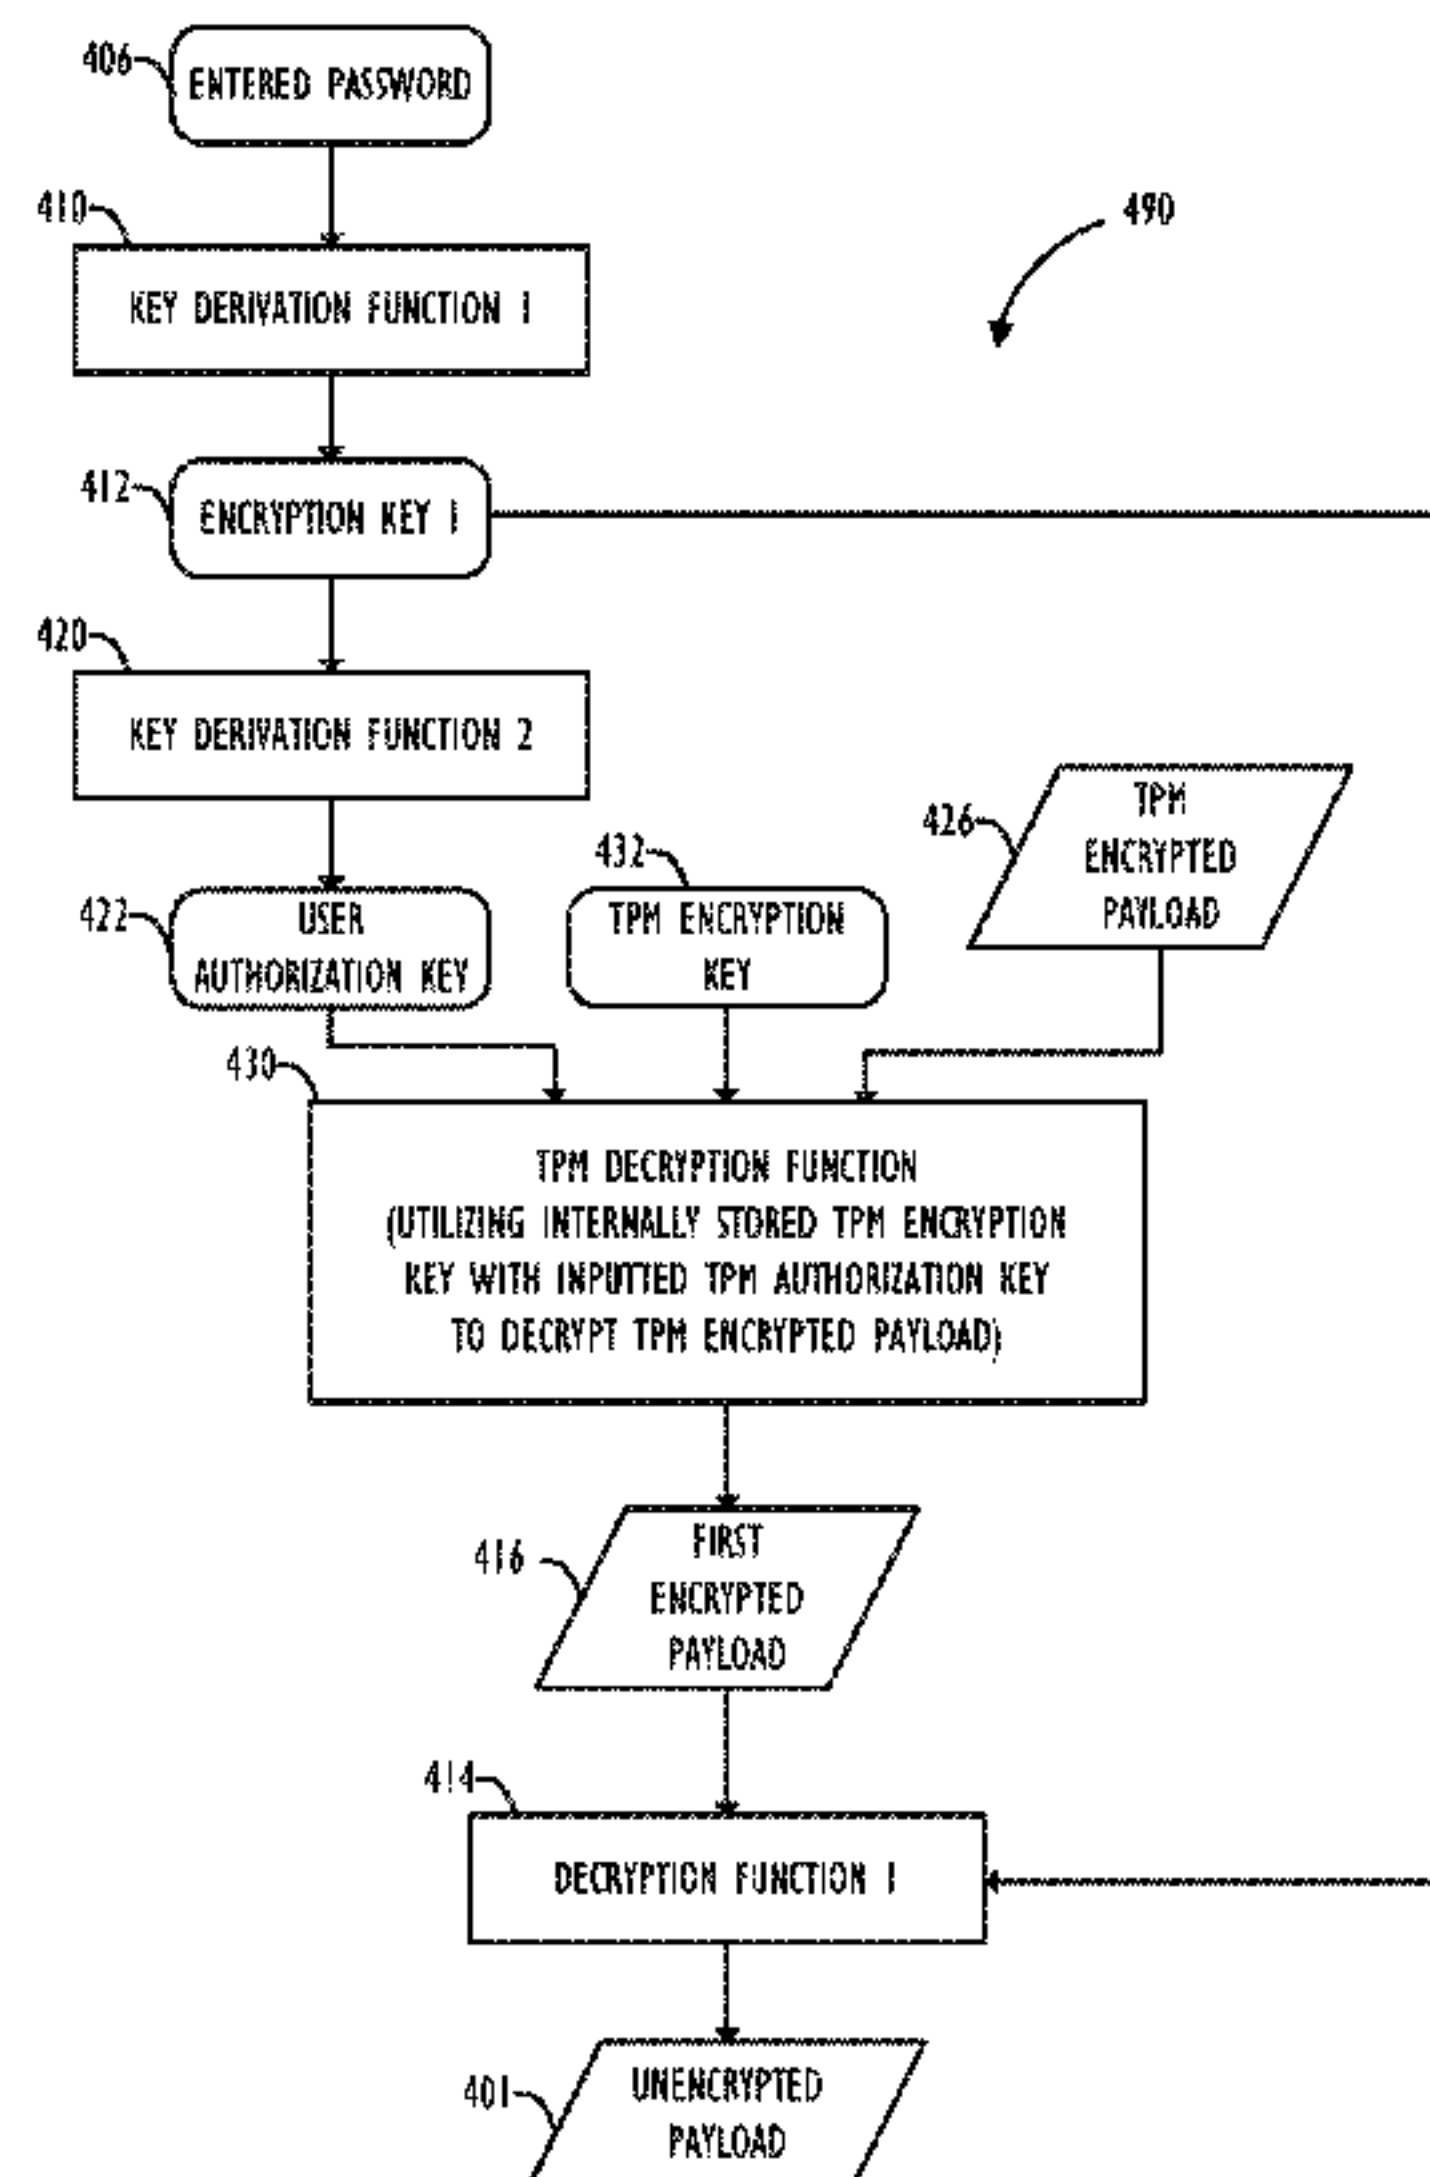 406
ENTERED PASSWORD
410
490
KEY DERIVATION FUNCTION 1
412
ENCRYPTION KEY 1
420
KEY DERIVATION FUNCTION 2
426
TPM
ENCRYPTED
PAYLOAD
432
422
USER
AUTHORIZATION KEY
TPM ENCRYPTION
KEY
430
TPM DECRYPTION FUNCTION
(UTILIZING INTERNALLY STORED TPM ENCRYPTION
KEY WITH INPUTTED TPM AUTHORIZATION KEY
TO DECRYPT TPM ENCRYPTED PAYLOAD)
416
FIRST
ENCRYPTED
PAYLOAD
414
DECRYPTION FUNCTION 1
401
UNENCRYPTED
PAYLOAD